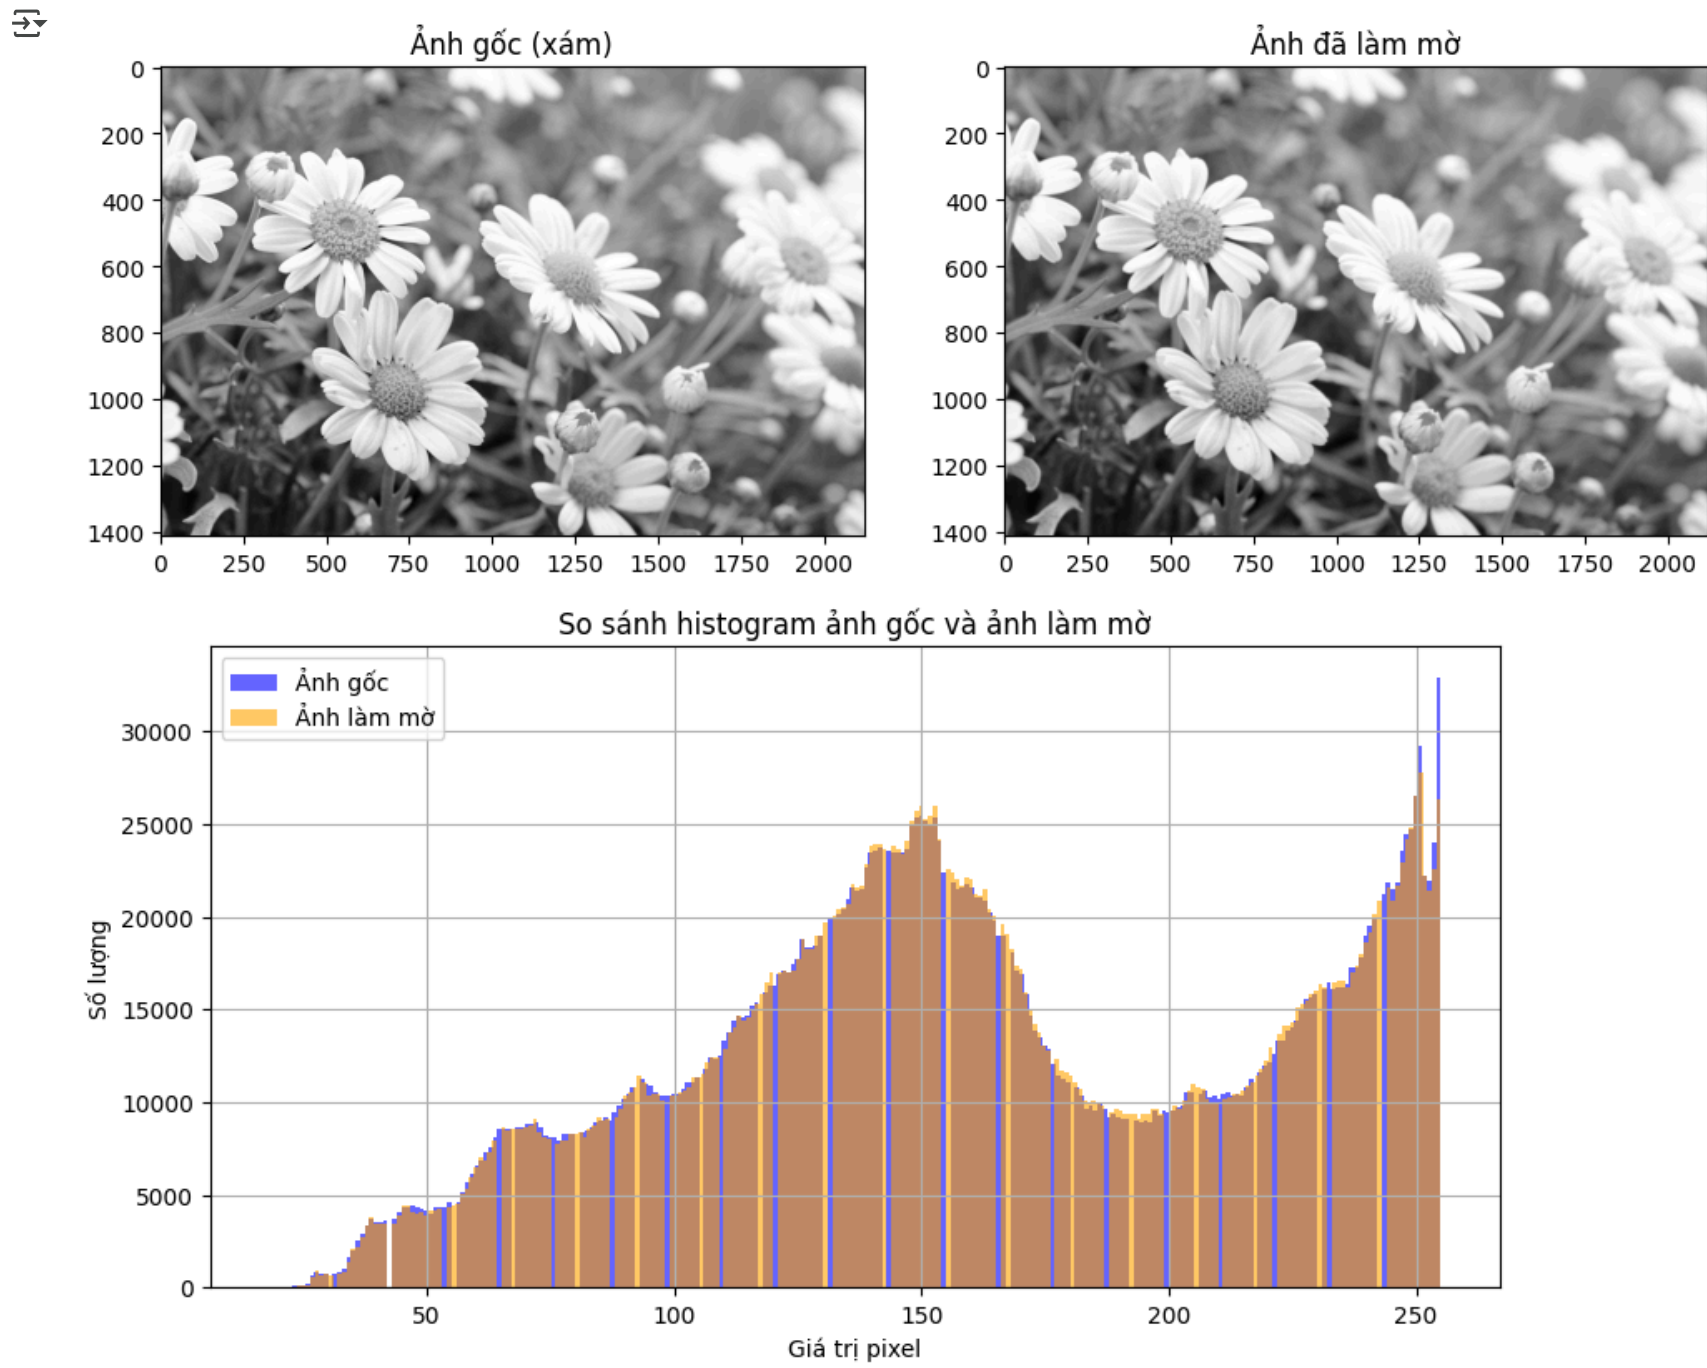 Ảnh gốc (xám)
0
200
400
600
800
1000
1200
1400
0 250 500 750 1000 1250 1500 1750 2000
Ảnh đã làm mờ
0
200
400
600
800
1000
1200
1400
0 250 500 750 1000 1250 1500 1750 2000
So sánh histogram ảnh gốc và ảnh làm mờ
Ảnh gốc
Ảnh làm mờ
30000
25000
20000
15000
10000
5000
0
Số lượng
50 100 150 200 250
Giá trị pixel